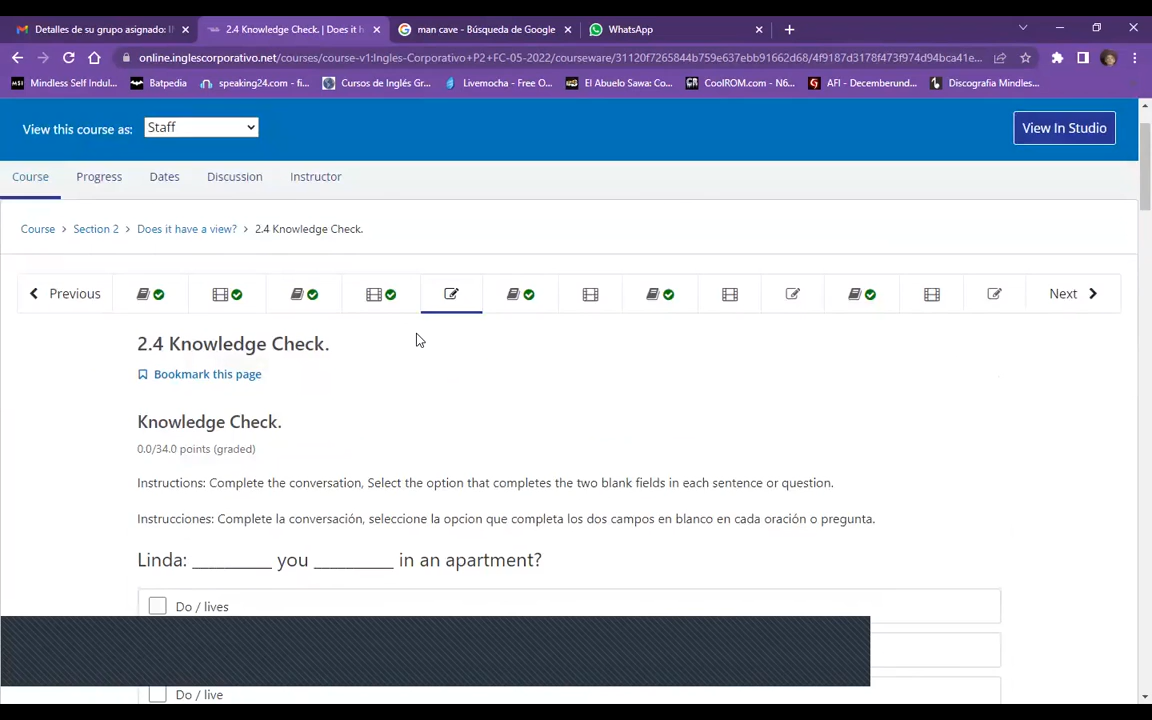 Detalles de su grupo asignado: I
2.4 Knowledge Check. | Does it h
man cave - Búsqueda de Google
WhatsApp
online.inglescorporativo.net/courses/course-v1:Ingles-Corporativo+P2+FC-05-2022/courseware/31120f7265844b759e637ebb91662d68/4f9187d3178f473f974d94bca41e...
Mindless Self Indul...
Batpedia
speaking24.com - fi...
Cursos de Inglés Gr...
Livemocha - Free O...
El Abuelo Sawa: Co...
CoolROM.com - N6...
AFI - Decemberund...
Discografia Mindles...
View this course as:
Staff
View In Studio
Course
Progress
Dates
Discussion
Instructor
Course > Section 2 > Does it have a view? > 2.4 Knowledge Check.
Previous
Next
2.4 Knowledge Check.
Bookmark this page
Knowledge Check.
0.0/34.0 points (graded)
Instructions: Complete the conversation, Select the option that completes the two blank fields in each sentence or question.
Instrucciones: Complete la conversación, seleccione la opcion que completa los dos campos en blanco en cada oración o pregunta.
Linda: _________ you _________ in an apartment?
Do / lives
Do / live